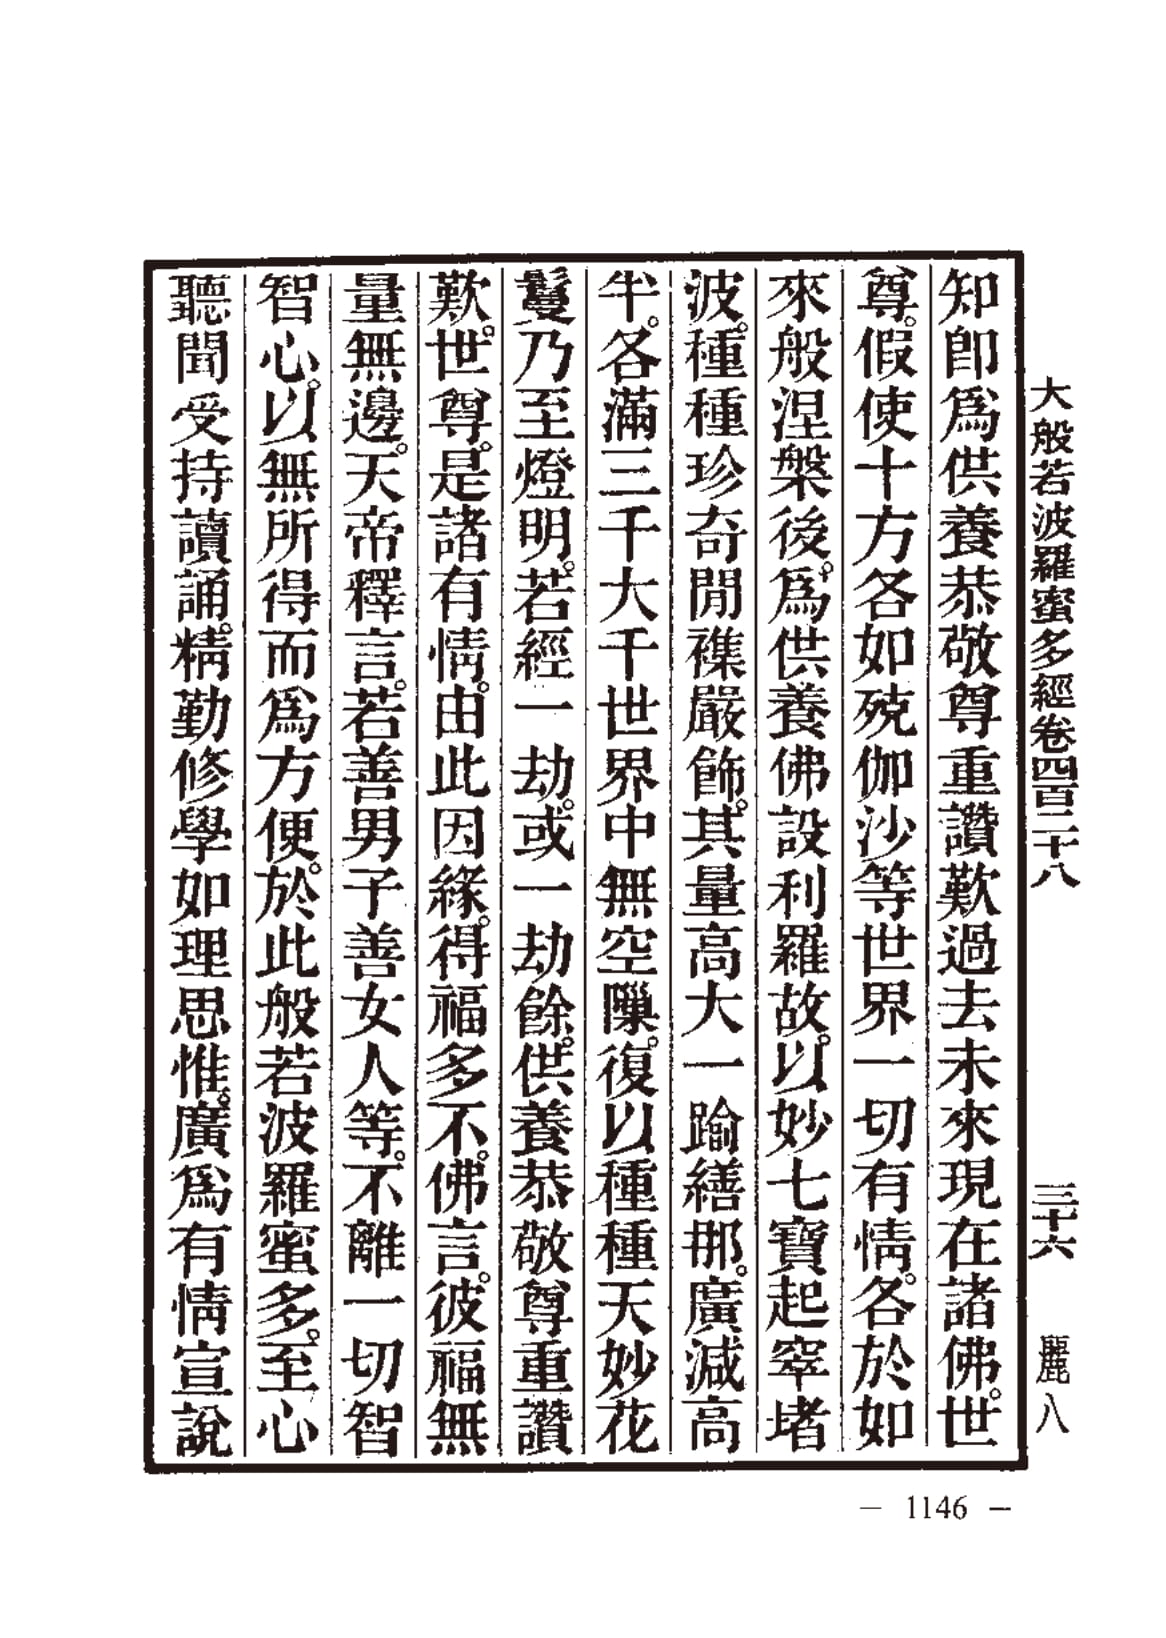 大般若波羅蜜多經卷四百二十八　三十六　麗八
知卽爲供養恭敬尊重讚歎過去未來現在諸佛。世
尊。假使十方各如殑伽沙等世界一切有情。各於如
來般涅槃後。爲供養佛設利羅故。以妙七寶起窣堵
波。種種珍奇閒襍嚴飾。其量高大一踰繕那。廣減高
半。各滿三千大千世界中無空隟。復以種種天妙花
鬘乃至燈明。若經一劫。或一劫餘。供養恭敬尊重讚
歎。世尊。是諸有情。由此因緣。得福多不。佛言。彼福無
量無邊。天帝釋言。若善男子善女人等。不離一切智
智心。以無所得而爲方便。於此般若波羅蜜多。至心
聽聞受持讀誦。精勤修學如理思惟。廣爲有情宣說
— 1146 —